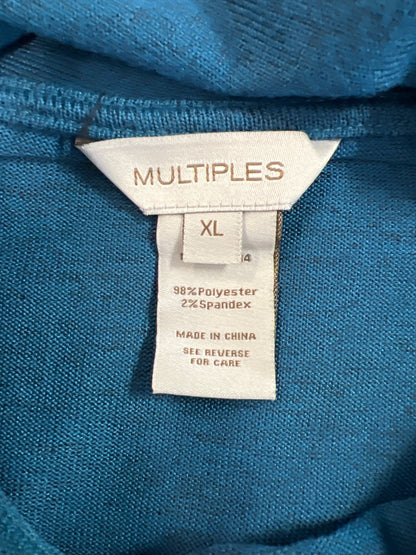 MULTIPLES
XL
98%Polyester
2%Spandex
MADE IN CHINA
SEE REVERSE
FOR CARE